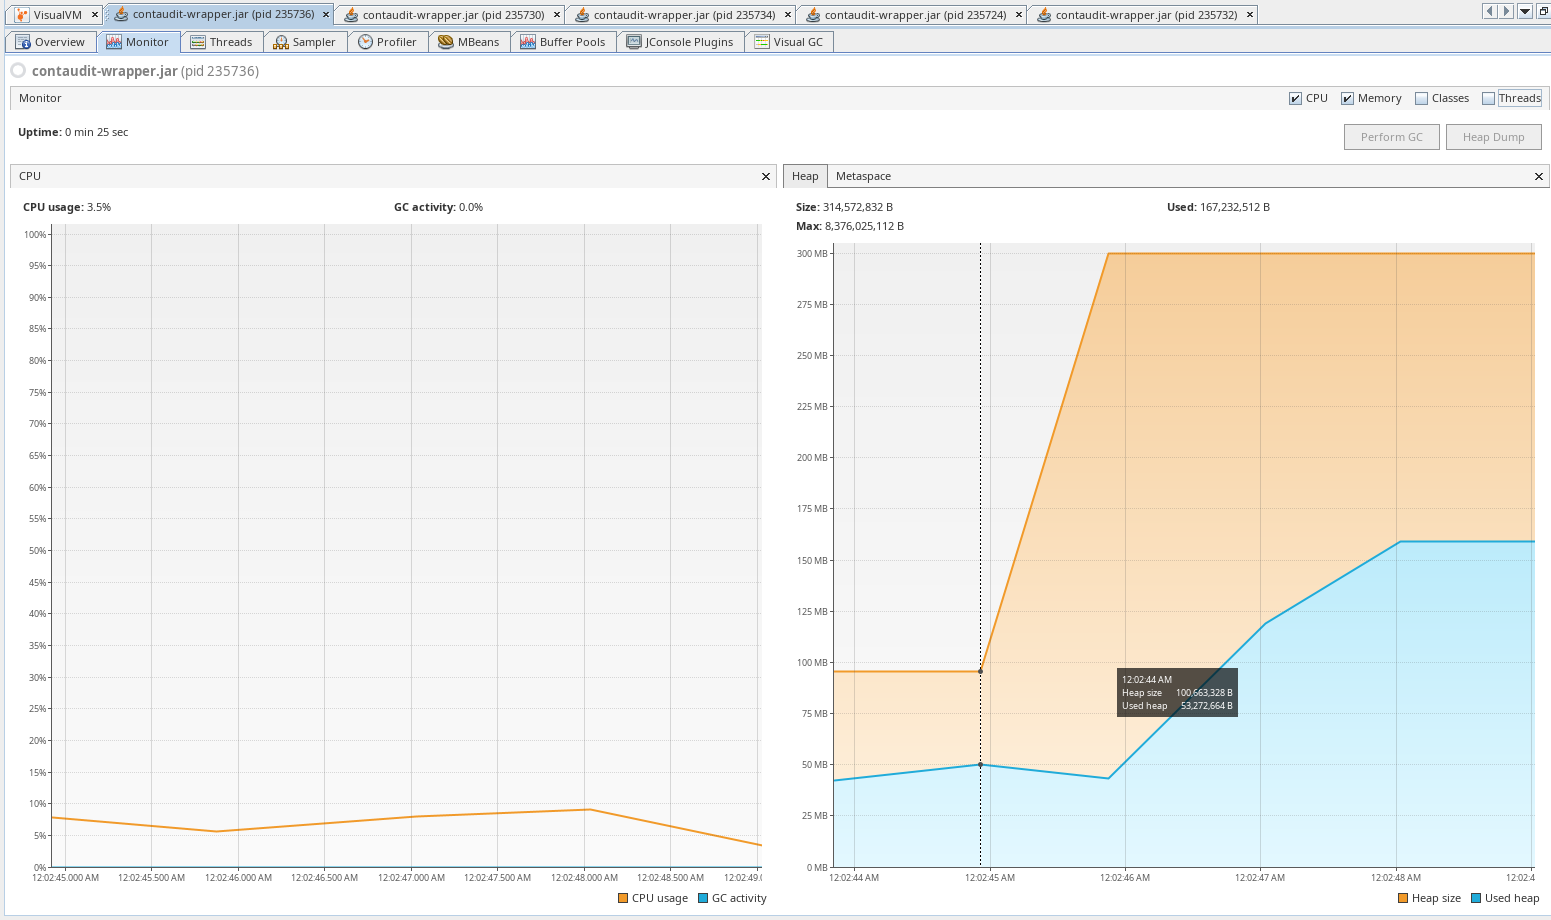 VisualVM contaudit-wrapper.jar (pid 235736) contaudit-wrapper.jar (pid 235730) contaudit-wrapper.jar (pid 235734) contaudit-wrapper.jar (pid 235724) contaudit-wrapper.jar (pid 235732)
Overview Monitor Threads Sampler Profiler MBeans Buffer Pools JConsole Plugins Visual GC
contaudit-wrapper.jar (pid 235736)
Monitor CPU Memory Classes Threads
Uptime: 0 min 25 sec
Perform GC Heap Dump
CPU
CPU usage: 3.5% GC activity: 0.0%
100%
95%
90%
85%
80%
75%
70%
65%
60%
55%
50%
45%
40%
35%
30%
25%
20%
15%
10%
5%
0%
12:02:45.000 AM 12:02:45.500 AM 12:02:46.000 AM 12:02:46.500 AM 12:02:47.000 AM 12:02:47.500 AM 12:02:48.000 AM 12:02:48.500 AM 12:02:49.0
CPU usage GC activity
Heap Metaspace
Size: 314,572,832 B Used: 167,232,512 B
Max: 8,376,025,112 B
300 MB
275 MB
250 MB
225 MB
200 MB
175 MB
150 MB
125 MB
100 MB
75 MB
50 MB
25 MB
0 MB
12:02:44 AM
Heap size 100,663,328 B
Used heap 53,272,664 B
12:02:44 AM 12:02:45 AM 12:02:46 AM 12:02:47 AM 12:02:48 AM 12:02:4
Heap size Used heap